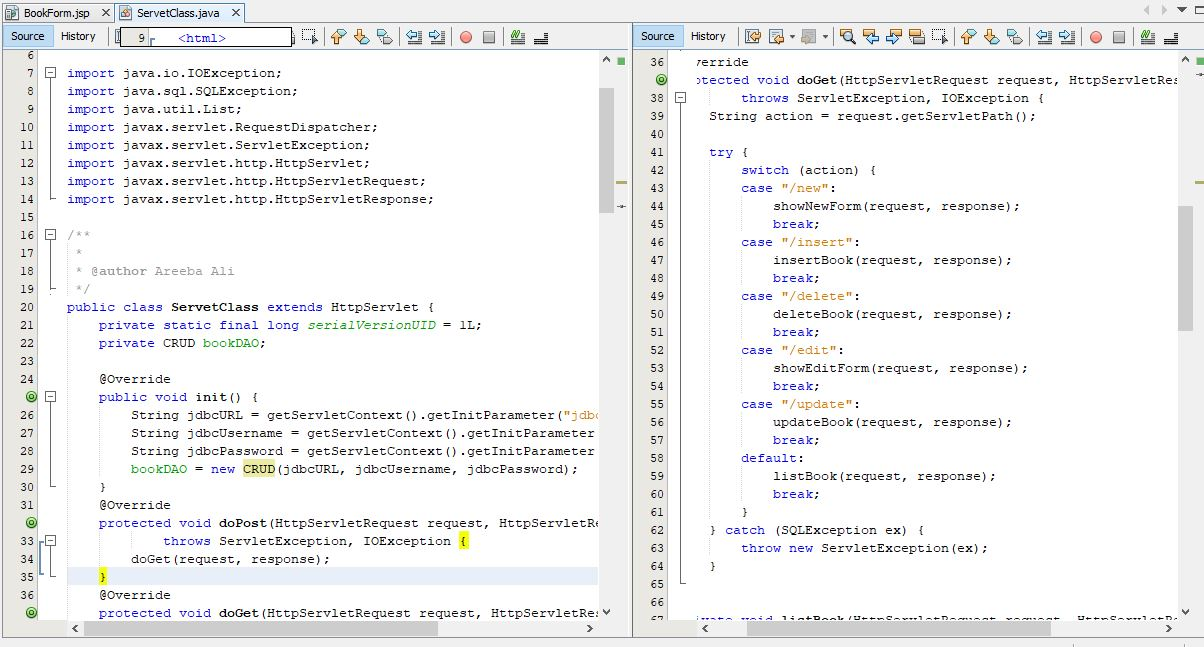 BookForm.jsp
ServetClass.java
Source History
9 <html>
6
7 import java.io.IOException;
8 import java.sql.SQLException;
9 import java.util.List;
10 import javax.servlet.RequestDispatcher;
11 import javax.servlet.ServletException;
12 import javax.servlet.http.HttpServlet;
13 import javax.servlet.http.HttpServletRequest;
14 import javax.servlet.http.HttpServletResponse;
15
16 /**
17 *
18 * @author Areeba Ali
19 */
20 public class ServetClass extends HttpServlet {
21 private static final long serialVersionUID = 1L;
22 private CRUD bookDAO;
23
24 @Override
public void init() {
26 String jdbcURL = getServletContext().getInitParameter("jdbc
27 String jdbcUsername = getServletContext().getInitParameter
28 String jdbcPassword = getServletContext().getInitParameter
29 bookDAO = new CRUD(jdbcURL, jdbcUsername, jdbcPassword);
30 }
31 @Override
protected void doPost(HttpServletRequest request, HttpServletRe
33 throws ServletException, IOException {
34 doGet(request, response);
35 }
36 @Override
protected void doGet(HttpServletRequest request, HttpServletRes
Source History
36 verride
otected void doGet(HttpServletRequest request, HttpServletRes
38 throws ServletException, IOException {
39 String action = request.getServletPath();
40
41 try {
42 switch (action) {
43 case "/new":
44 showNewForm(request, response);
45 break;
46 case "/insert":
47 insertBook(request, response);
48 break;
49 case "/delete":
50 deleteBook(request, response);
51 break;
52 case "/edit":
53 showEditForm(request, response);
54 break;
55 case "/update":
56 updateBook(request, response);
57 break;
58 default:
59 listBook(request, response);
60 break;
61 }
62 } catch (SQLException ex) {
63 throw new ServletException(ex);
64 }
65
66
67 ivate void listBook(HttpServletRequest request, HttpServletRe